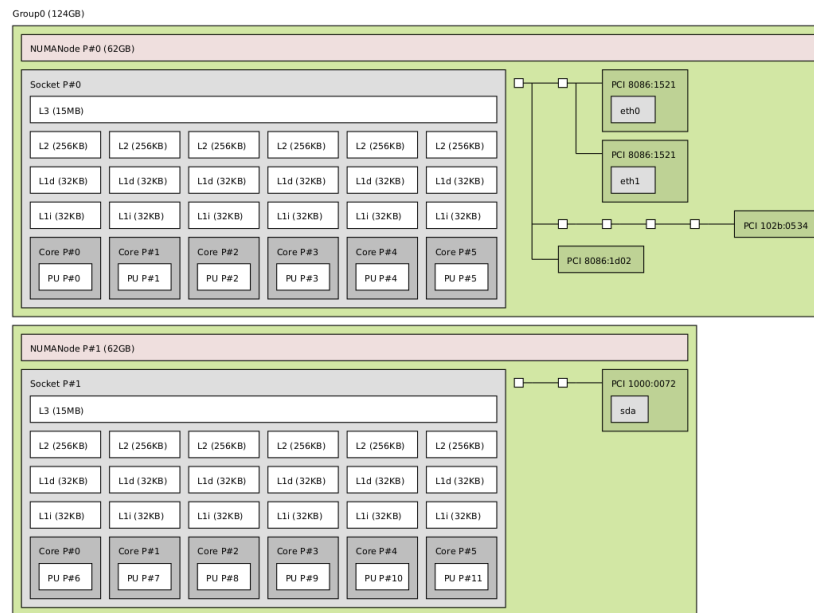 Group0 (124GB)
NUMANode P#0 (62GB)
Socket P#0
PCI 8086:1521
L3 (15MB)
eth0
L2 (256KB) L2 (256KB) L2 (256KB) L2 (256KB) L2 (256KB) L2 (256KB)
PCI 8086:1521
L1d (32KB) L1d (32KB) L1d (32KB) L1d (32KB) L1d (32KB) L1d (32KB)
eth1
L1i (32KB) L1i (32KB) L1i (32KB) L1i (32KB) L1i (32KB) L1i (32KB)
PCI 102b:0534
Core P#0 Core P#1 Core P#2 Core P#3 Core P#4 Core P#5
PCI 8086:1d02
PU P#0 PU P#1 PU P#2 PU P#3 PU P#4 PU P#5
NUMANode P#1 (62GB)
Socket P#1
PCI 1000:0072
L3 (15MB)
sda
L2 (256KB) L2 (256KB) L2 (256KB) L2 (256KB) L2 (256KB) L2 (256KB)
L1d (32KB) L1d (32KB) L1d (32KB) L1d (32KB) L1d (32KB) L1d (32KB)
L1i (32KB) L1i (32KB) L1i (32KB) L1i (32KB) L1i (32KB) L1i (32KB)
Core P#0 Core P#1 Core P#2 Core P#3 Core P#4 Core P#5
PU P#6 PU P#7 PU P#8 PU P#9 PU P#10 PU P#11